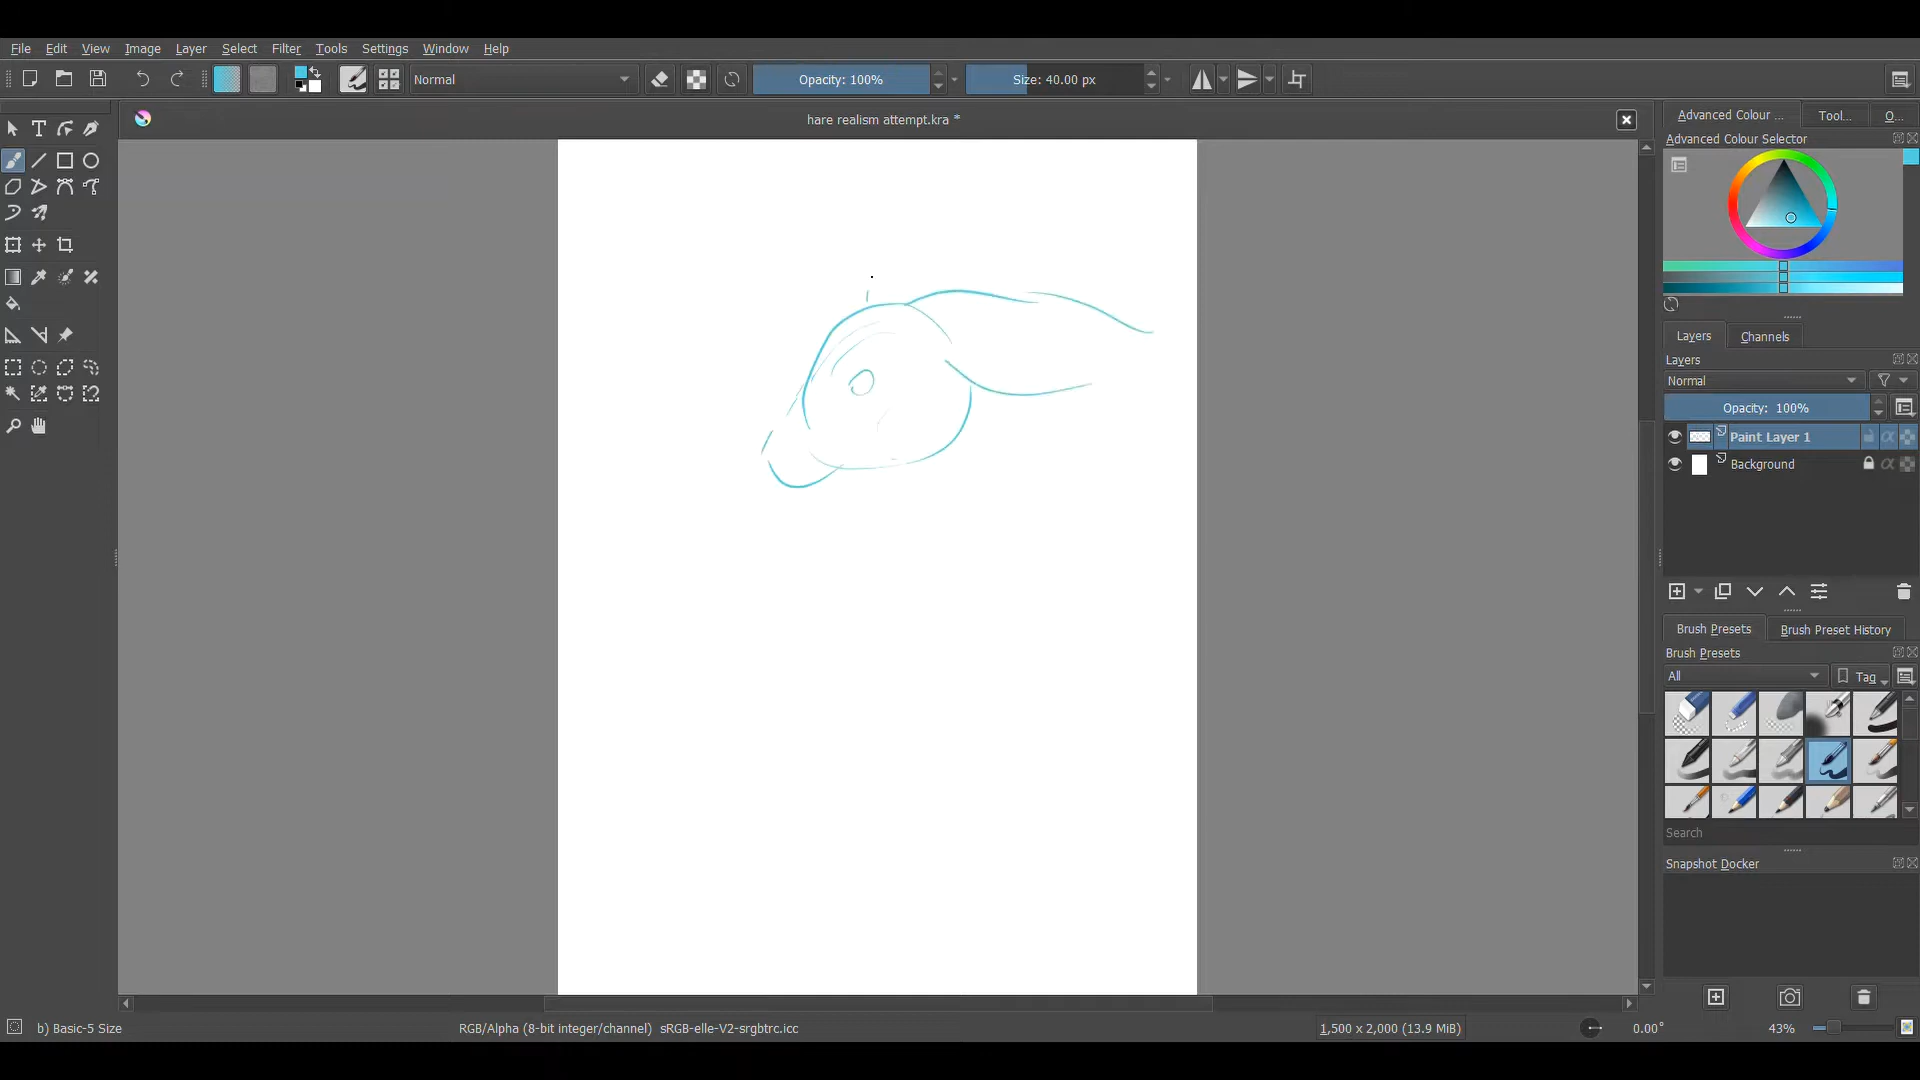 File Edit View Image Layer Select Filter Tools Settings Window Help
Normal Opacity: 100% Size: 40.00 px
hare realism attempt.kra *
Advanced Colour ... Tool... O...
Advanced Colour Selector
Layers Channels
Layers
Normal
Opacity: 100%
Paint Layer 1
Background
Brush Presets Brush Preset History
Brush Presets
All Tag
Search
Snapshot Docker
b) Basic-5 Size RGB/Alpha (8-bit integer/channel) sRGB-elle-V2-srgbtrc.icc 1,500 x 2,000 (13.9 MiB) 0.00° 43%